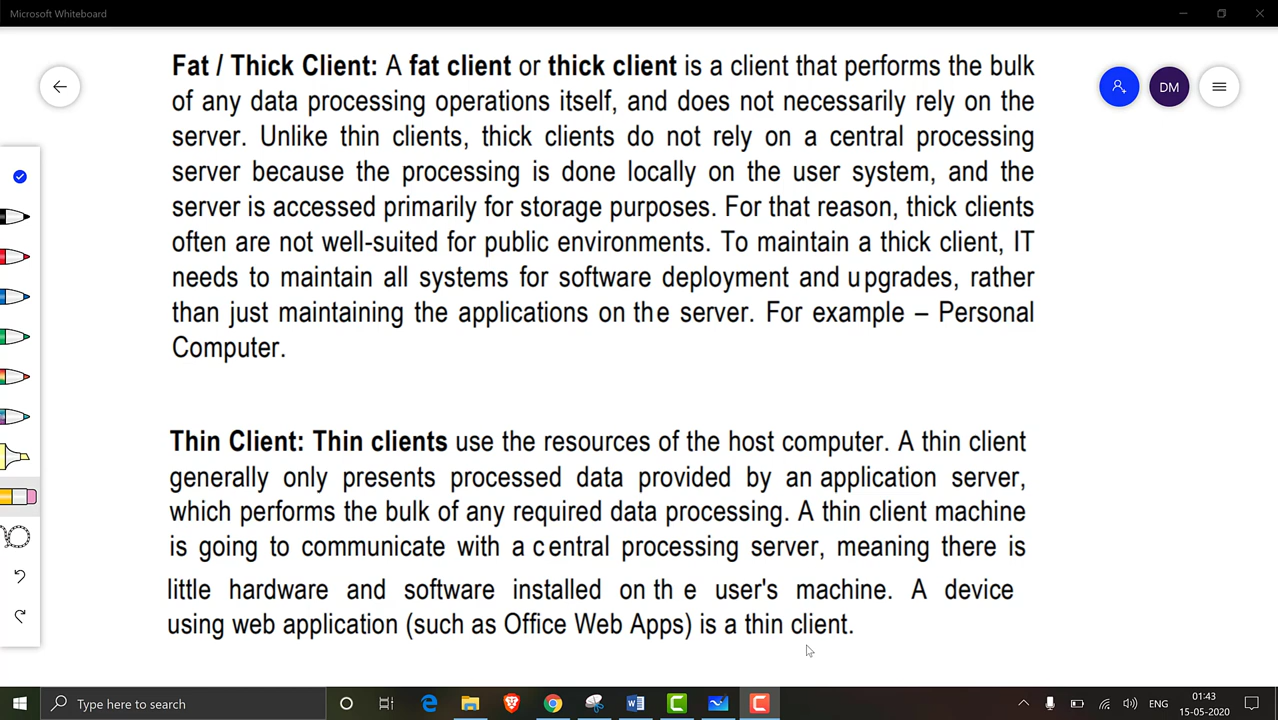 Microsoft Whiteboard
Fat / Thick Client: A fat client or thick client is a client that performs the bulk
of any data processing operations itself, and does not necessarily rely on the
server. Unlike thin clients, thick clients do not rely on a central processing
server because the processing is done locally on the user system, and the
server is accessed primarily for storage purposes. For that reason, thick clients
often are not well-suited for public environments. To maintain a thick client, IT
needs to maintain all systems for software deployment and upgrades, rather
than just maintaining the applications on the server. For example – Personal
Computer.
DM
Thin Client: Thin clients use the resources of the host computer. A thin client
generally only presents processed data provided by an application server,
which performs the bulk of any required data processing. A thin client machine
is going to communicate with a central processing server, meaning there is
little hardware and software installed on the user's machine. A device
using web application (such as Office Web Apps) is a thin client.
Type here to search
ENG
01:43
15-05-2020